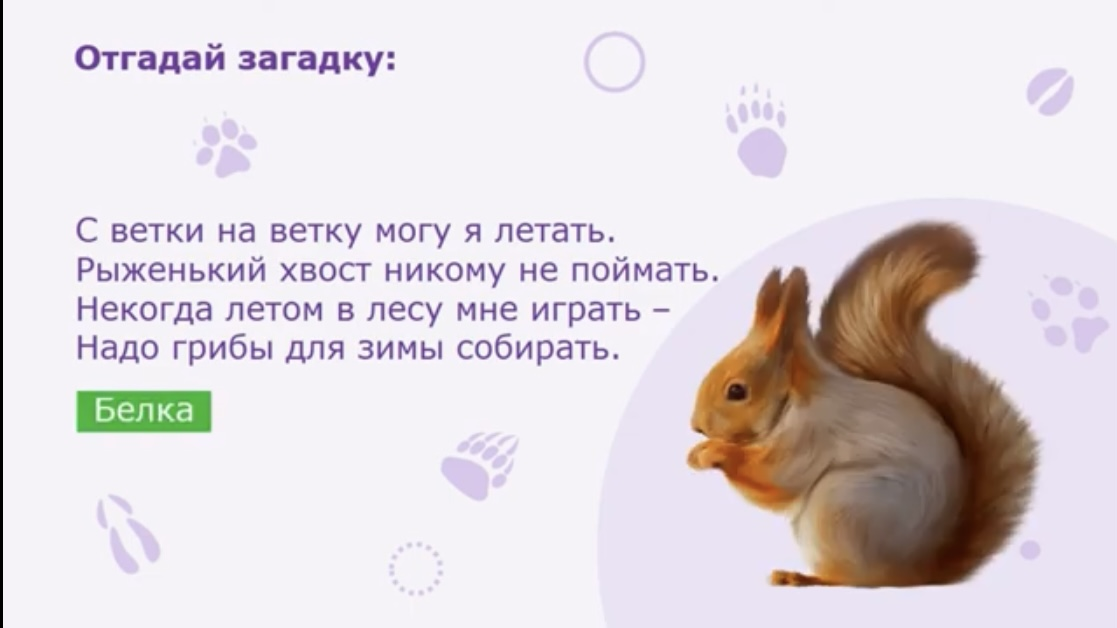 Отгадай загадку:
С ветки на ветку могу я летать.
Рыженький хвост никому не поймать.
Некогда летом в лесу мне играть –
Надо грибы для зимы собирать.
Белка